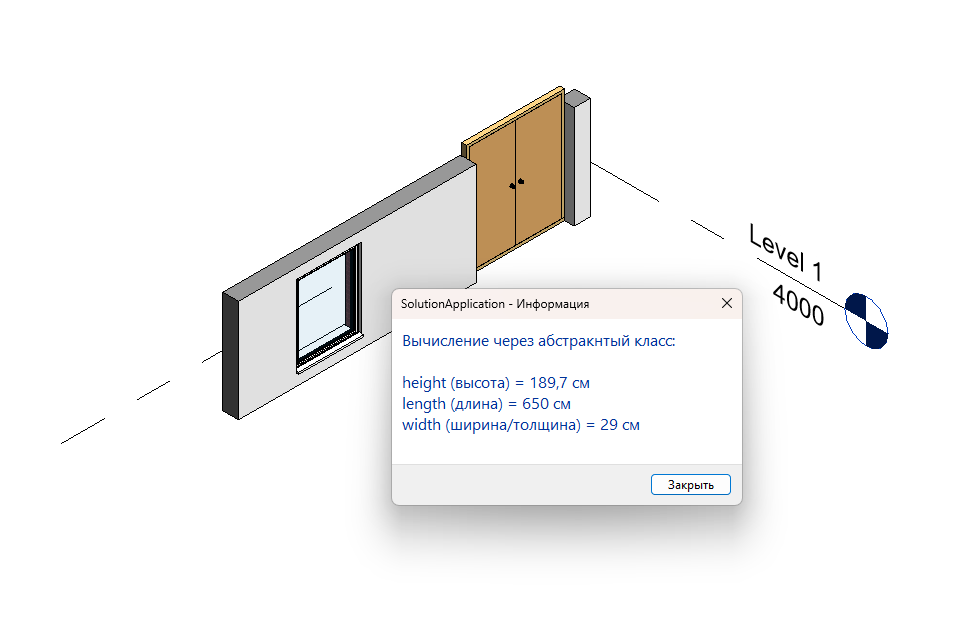 Level 1
4000
SolutionApplication - Информация
Вычисление через абстракнтый класс:
height (высота) = 189,7 см
length (длина) = 650 см
width (ширина/толщина) = 29 см
Закрыть